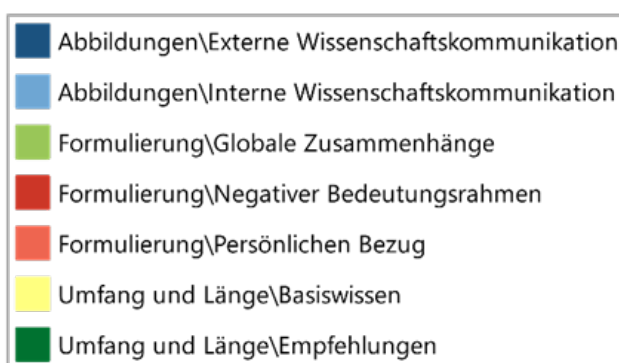 Abbildungen\Externe Wissenschaftskommunikation
Abbildungen\Interne Wissenschaftskommunikation
Formulierung\Globale Zusammenhänge
Formulierung\Negativer Bedeutungsrahmen
Formulierung\Persönlichen Bezug
Umfang und Länge\Basiswissen
Umfang und Länge\Empfehlungen